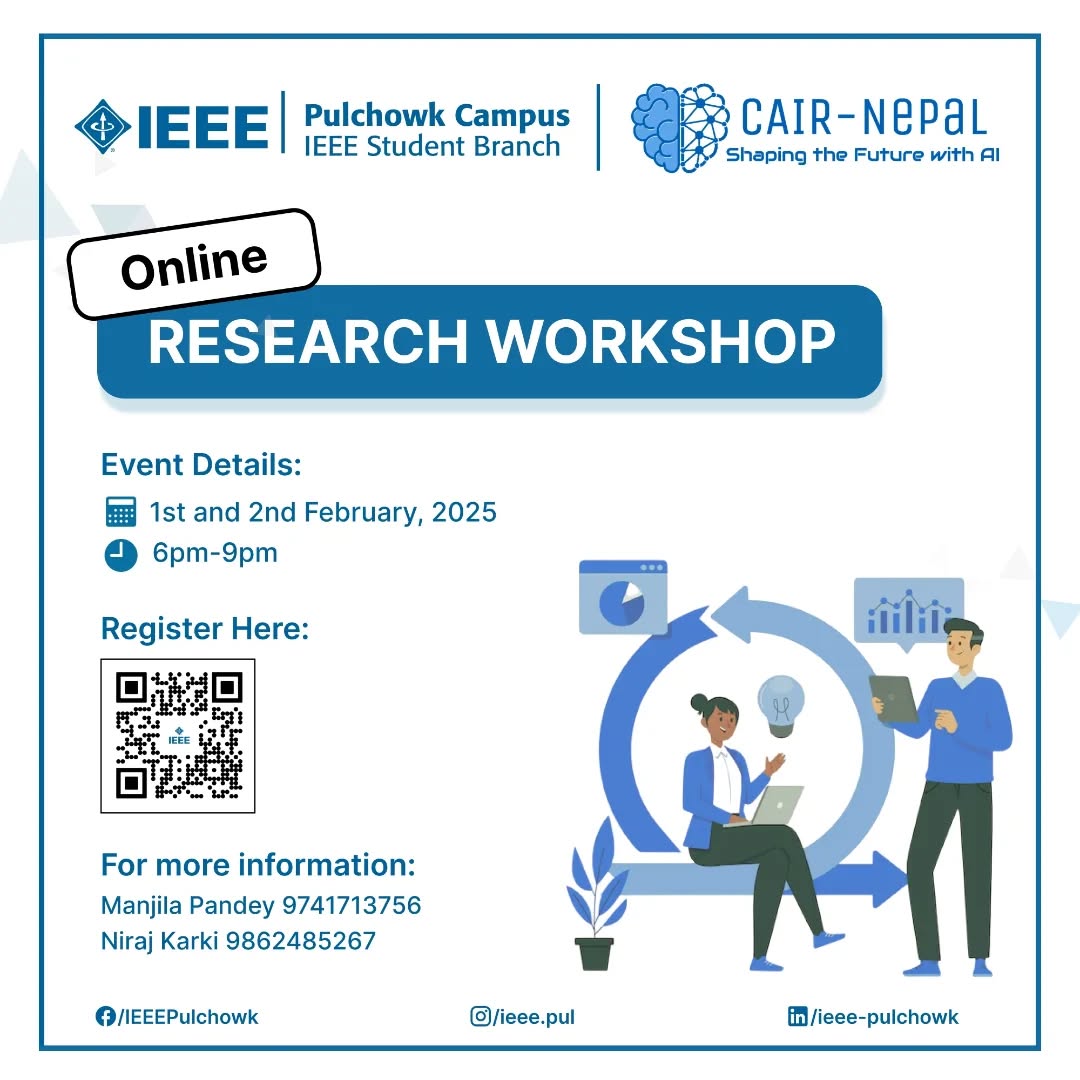 IEEE
Pulchowk Campus
IEEE Student Branch
CAIR-Nepal
Shaping the Future with AI
Online
RESEARCH WORKSHOP
Event Details:
1st and 2nd February, 2025
6pm-9pm
Register Here:
IEEE
For more information:
Manjila Pandey 9741713756
Niraj Karki 9862485267
/IEEEPulchowk
/ieee.pul
/ieee-pulchowk